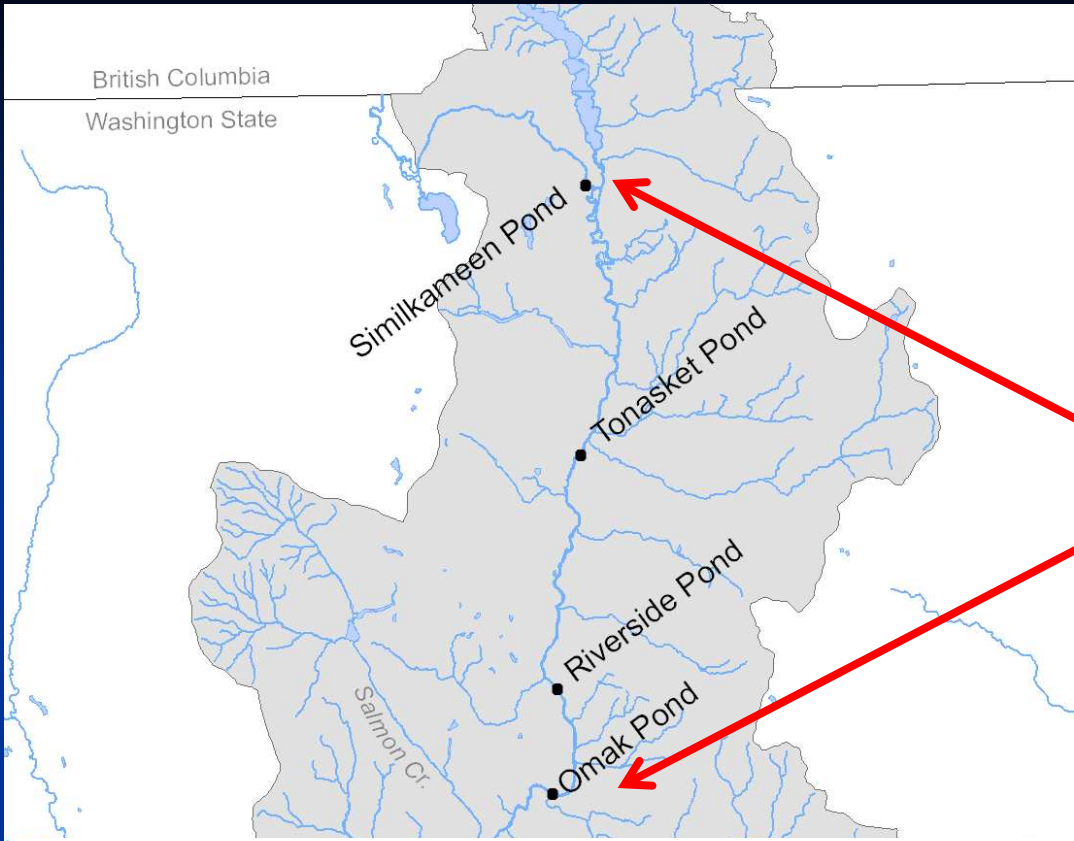 British Columbia
Washington State
Similkameen Pond
Tonasket Pond
Riverside Pond
Omak Pond
Salmon Cr.